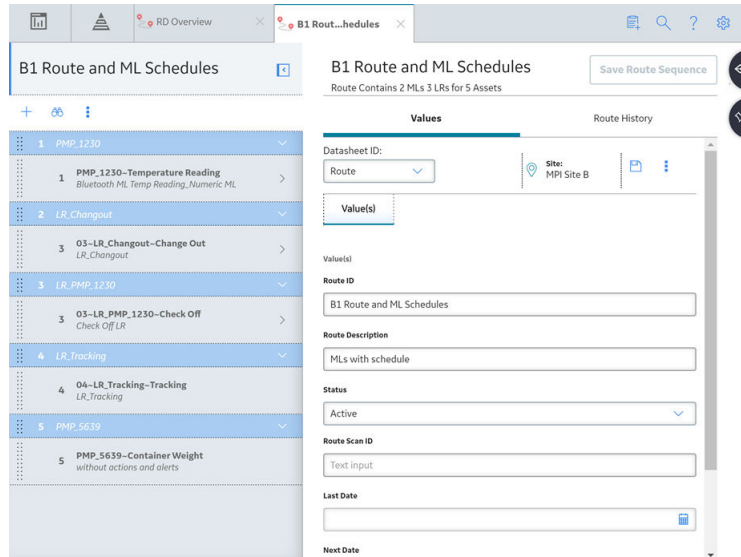 RD Overview
B1 Rout...hedules
B1 Route and ML Schedules
1 PMP_1230
1 PMP_1230~Temperature Reading
Bluetooth ML Temp Reading_Numeric ML
2 LR_Changout
3 03~LR_Changout~Change Out
LR_Changout
3 LR_PMP_1230
3 03~LR_PMP_1230~Check Off
Check Off LR
4 LR_Tracking
4 04~LR_Tracking~Tracking
LR_Tracking
5 PMP_5639
5 PMP_5639~Container Weight
without actions and alerts
B1 Route and ML Schedules
Route Contains 2 MLs 3 LRs for 5 Assets
Save Route Sequence
Values
Route History
Datasheet ID:
Route
Site:
MPI Site B
Value(s)
Value(s)
Route ID
B1 Route and ML Schedules
Route Description
MLs with schedule
Status
Active
Route Scan ID
Text input
Last Date
Next Date